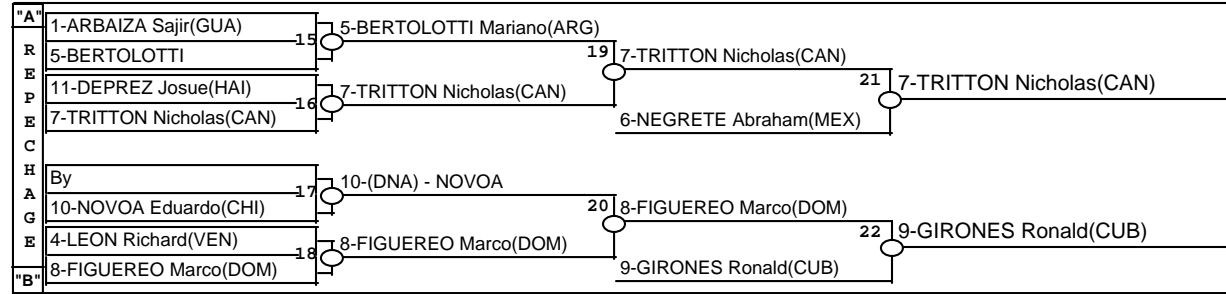 "A"
REPECHAGE
"B"
1-ARBAIZA Sajir(GUA)
15
5-BERTOLOTTI
5-BERTOLOTTI Mariano(ARG)
11-DEPREZ Josue(HAI)
16
7-TRITTON Nicholas(CAN)
7-TRITTON Nicholas(CAN)
19
7-TRITTON Nicholas(CAN)
6-NEGRETE Abraham(MEX)
21
7-TRITTON Nicholas(CAN)
By
17
10-NOVOA Eduardo(CHI)
10-(DNA) - NOVOA
4-LEON Richard(VEN)
18
8-FIGUEREO Marco(DOM)
8-FIGUEREO Marco(DOM)
20
8-FIGUEREO Marco(DOM)
9-GIRONES Ronald(CUB)
22
9-GIRONES Ronald(CUB)